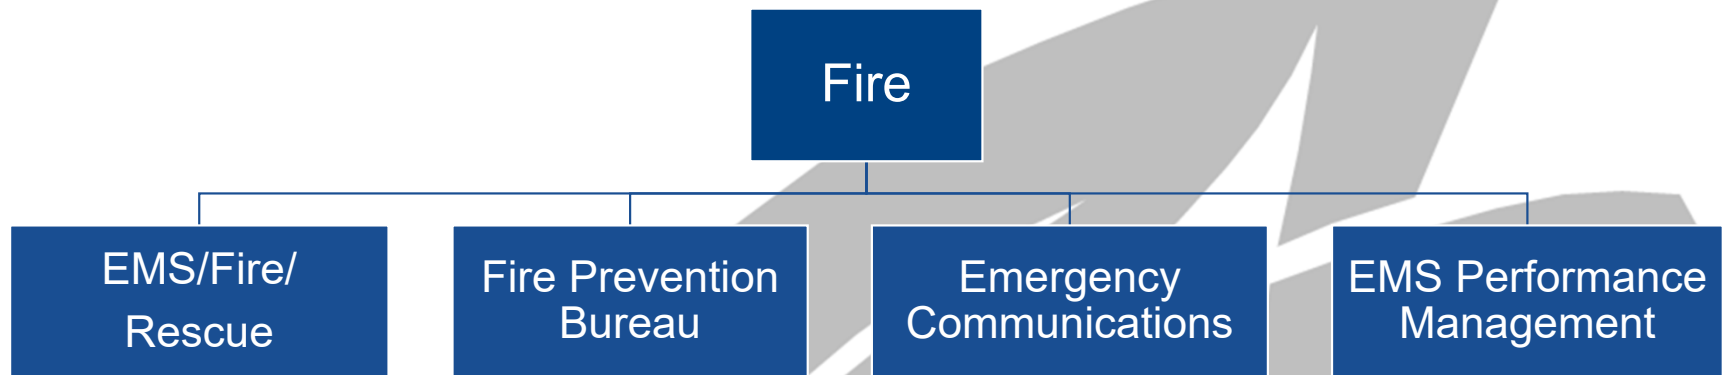 Fire
EMS/Fire/
Rescue
Fire Prevention
Bureau
Emergency
Communications
EMS Performance
Management